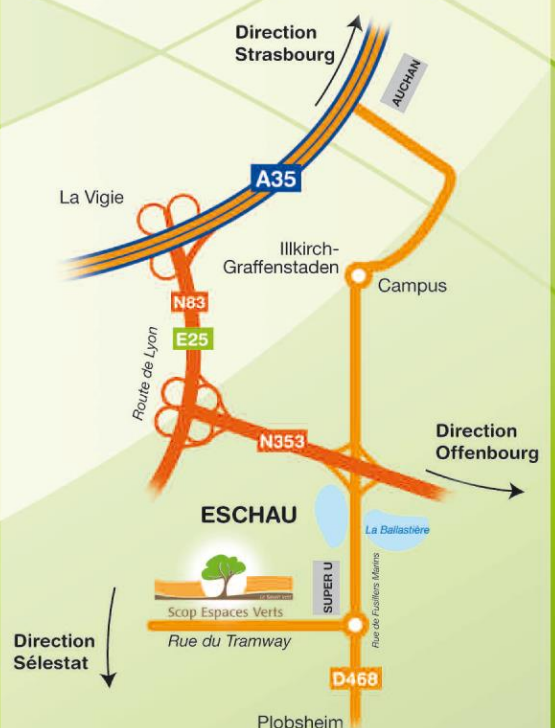 Direction
Strasbourg
AUCHAN
A35
La Vigie
Illkirch-
Graffenstaden
Campus
N83
E25
Route de Lyon
N353
Direction
Offenbourg
ESCHAU
La Ballastière
SUPER U
Rue de Fusillers Marins
Scop Espaces Verts
Rue du Tramway
Direction
Sélestat
D468
Plobsheim